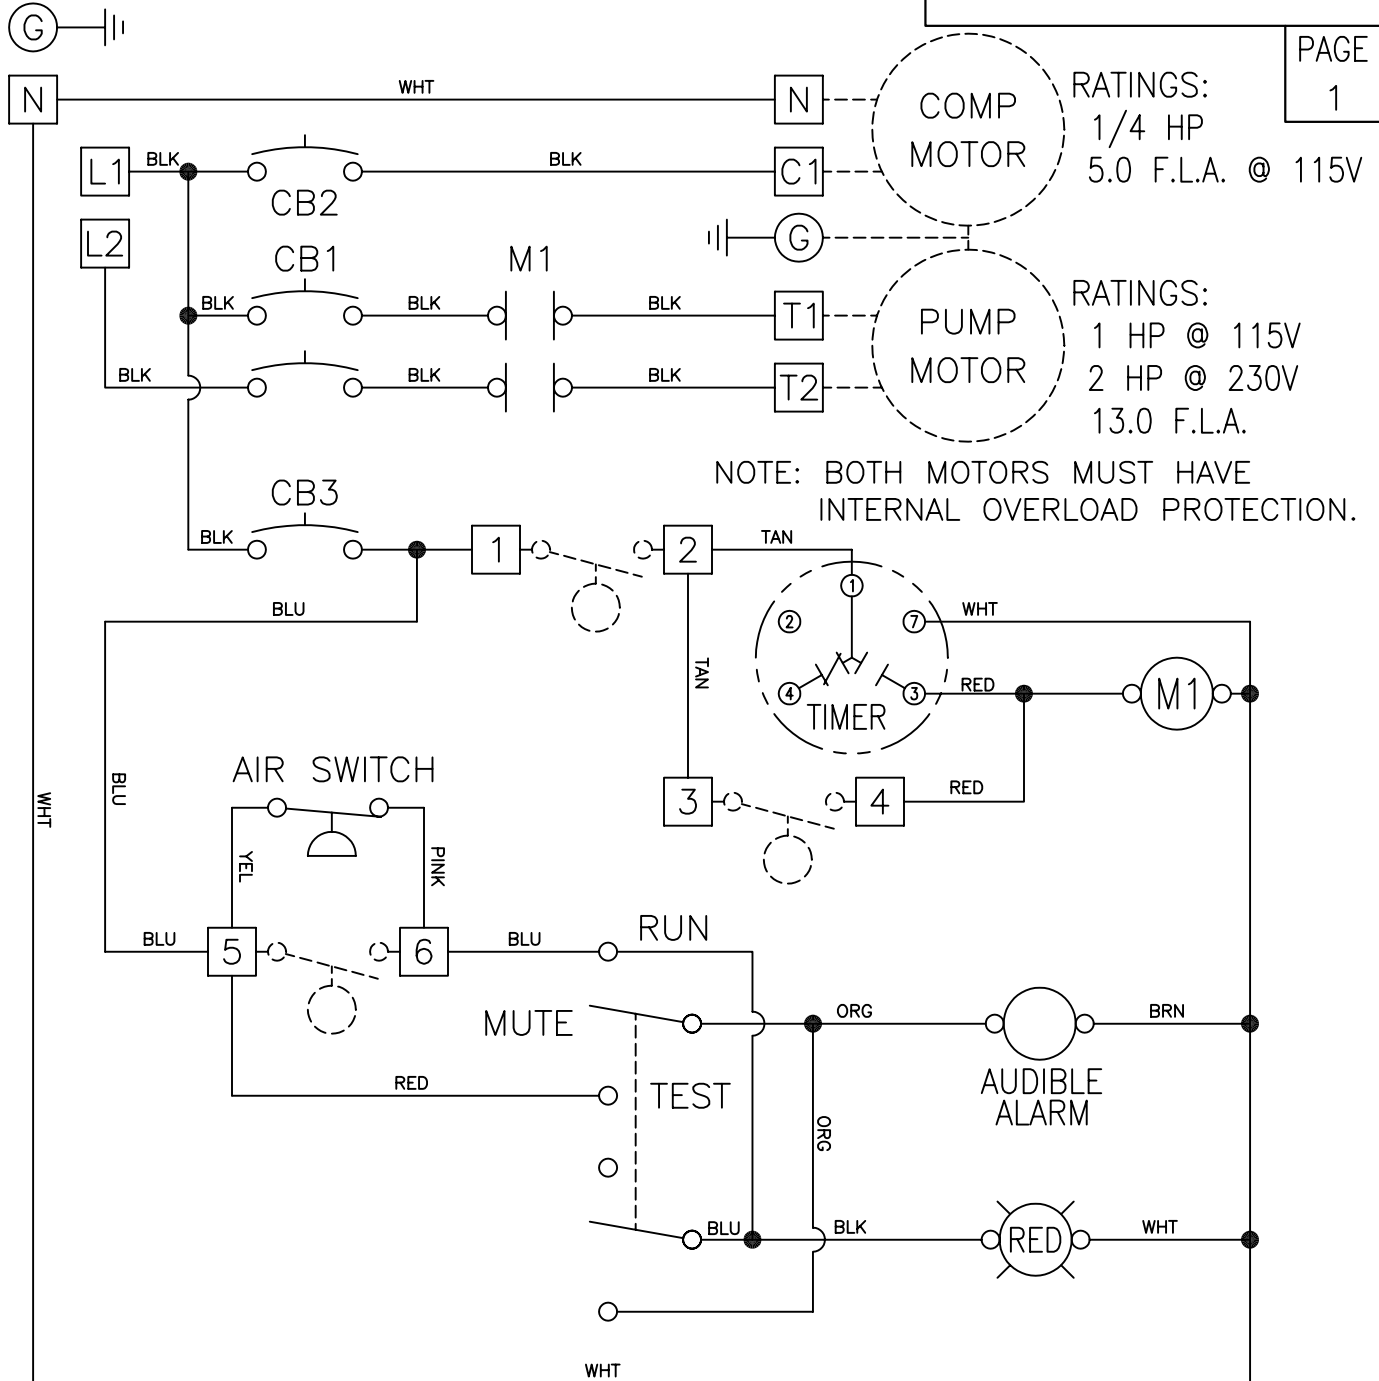 G
PAGE
1
N
WHT
N
COMP
MOTOR
RATINGS:
1/4 HP
5.0 F.L.A. @ 115V
L1
BLK
CB2
BLK
C1
L2
G
CB1
M1
BLK
BLK
BLK
T1
PUMP
MOTOR
RATINGS:
1 HP @ 115V
2 HP @ 230V
13.0 F.L.A.
BLK
BLK
BLK
T2
NOTE: BOTH MOTORS MUST HAVE
INTERNAL OVERLOAD PROTECTION.
CB3
BLK
1
2
TAN
1
2
7
WHT
BLU
TAN
4
3
RED
M1
TIMER
AIR SWITCH
BLU
WHT
3
4
RED
YEL
PINK
BLU
5
6
BLU
RUN
MUTE
ORG
BRN
RED
TEST
AUDIBLE
ALARM
ORG
BLU
BLK
RED
WHT
WHT